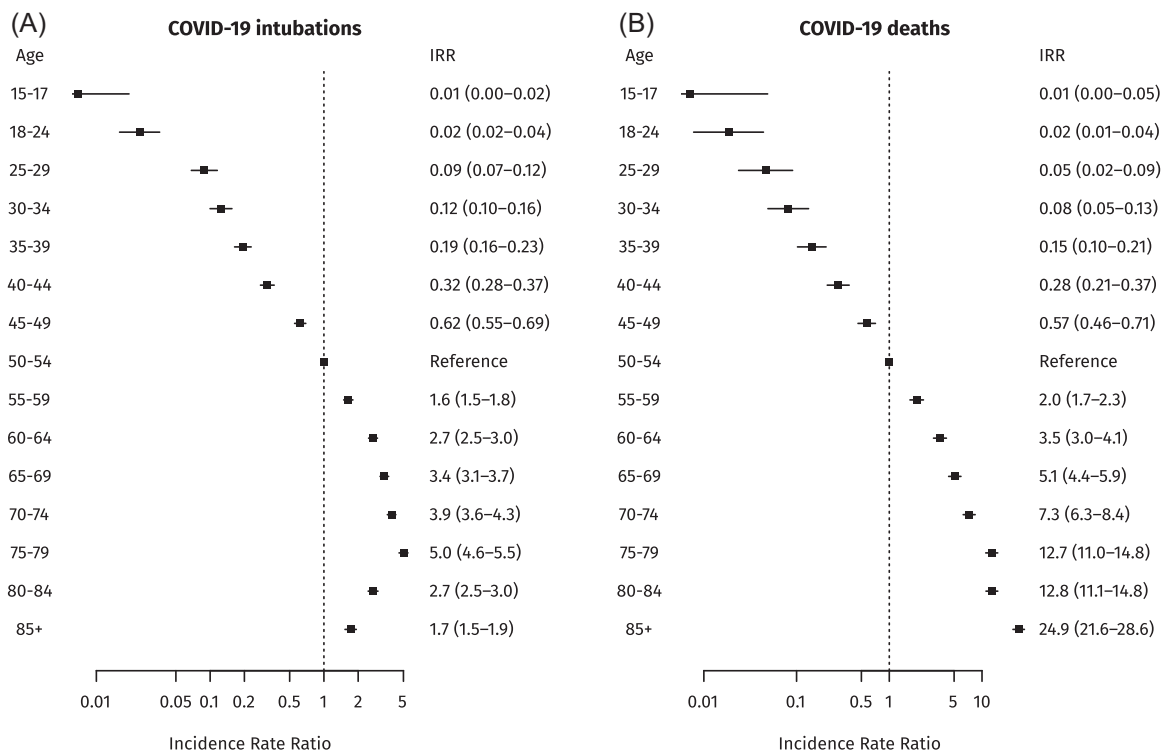 (A)
COVID-19 intubations
Age IRR
15-17 0.01 (0.00–0.02)
18-24 0.02 (0.02–0.04)
25-29 0.09 (0.07–0.12)
30-34 0.12 (0.10–0.16)
35-39 0.19 (0.16–0.23)
40-44 0.32 (0.28–0.37)
45-49 0.62 (0.55–0.69)
50-54 Reference
55-59 1.6 (1.5–1.8)
60-64 2.7 (2.5–3.0)
65-69 3.4 (3.1–3.7)
70-74 3.9 (3.6–4.3)
75-79 5.0 (4.6–5.5)
80-84 2.7 (2.5–3.0)
85+ 1.7 (1.5–1.9)
0.01 0.05 0.1 0.2 0.5 1 2 5
Incidence Rate Ratio
(B)
COVID-19 deaths
Age IRR
15-17 0.01 (0.00–0.05)
18-24 0.02 (0.01–0.04)
25-29 0.05 (0.02–0.09)
30-34 0.08 (0.05–0.13)
35-39 0.15 (0.10–0.21)
40-44 0.28 (0.21–0.37)
45-49 0.57 (0.46–0.71)
50-54 Reference
55-59 2.0 (1.7–2.3)
60-64 3.5 (3.0–4.1)
65-69 5.1 (4.4–5.9)
70-74 7.3 (6.3–8.4)
75-79 12.7 (11.0–14.8)
80-84 12.8 (11.1–14.8)
85+ 24.9 (21.6–28.6)
0.01 0.1 0.5 1 5 10
Incidence Rate Ratio